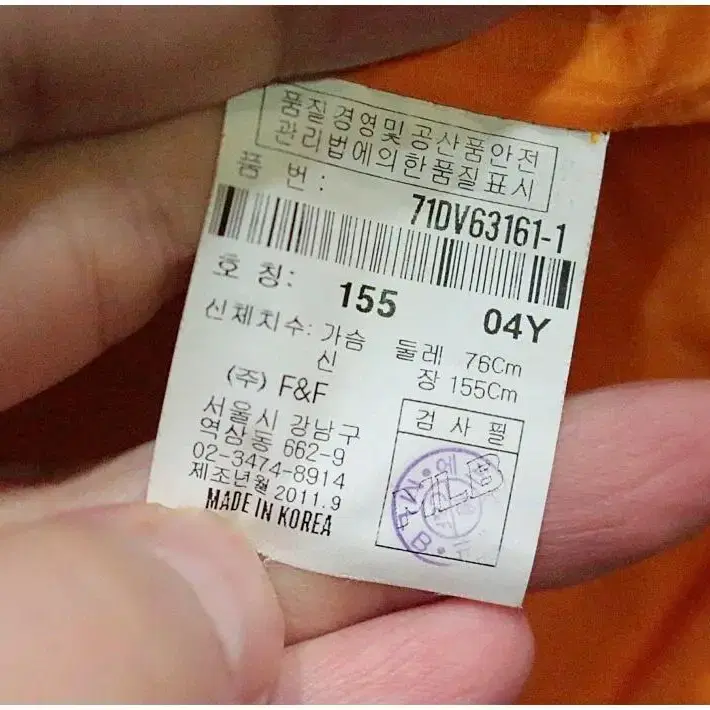 품질경영및공산품안전
관리법에의한품질표시
품 번 : 71DV63161-1
호 칭: 155 04Y
신체치수: 가슴 둘레 76Cm
신 장 155Cm
(주) F&F
서울시 강남구
역삼동 662-9
02-3474-8914
제조년월 2011.9
MADE IN KOREA
검 사 필